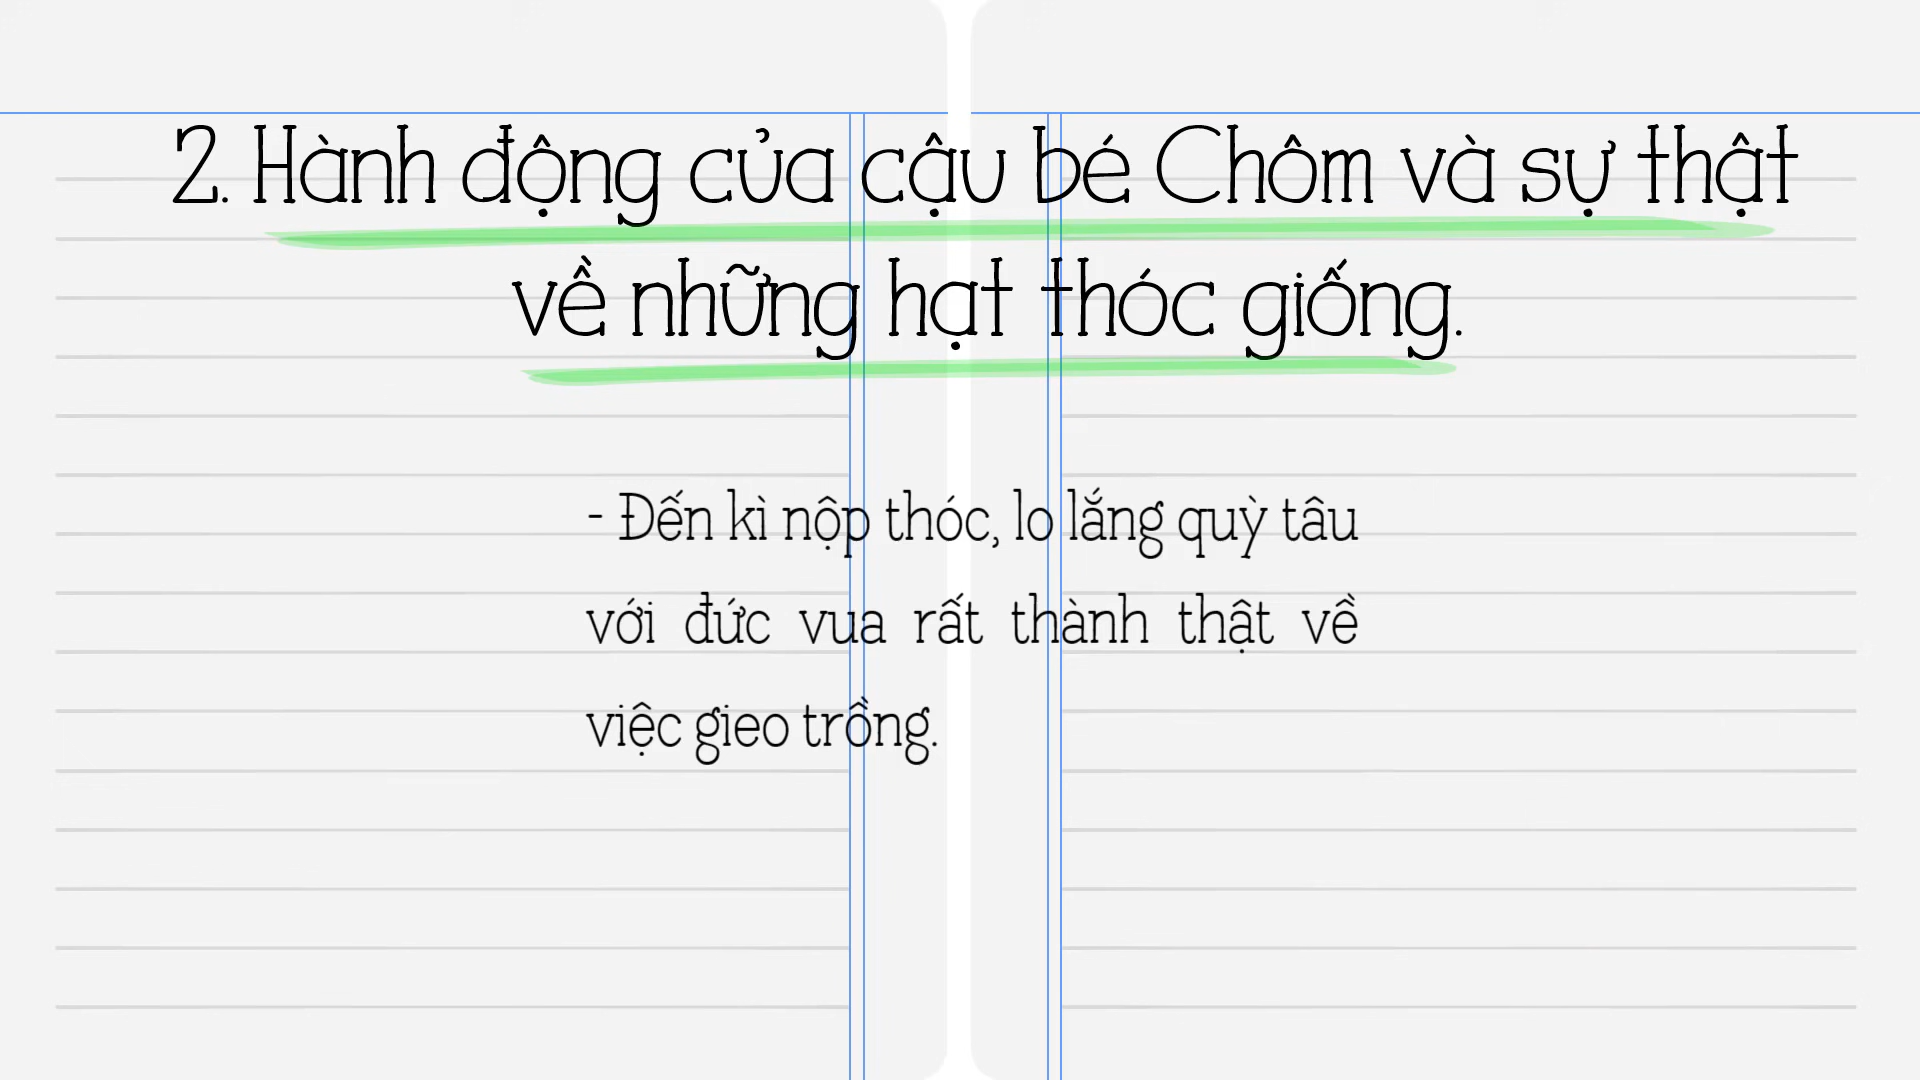 2. Hành động của cậu bé Chôm và sự thật
về những hạt thóc giống.
- Đến kì nộp thóc, lo lắng quỳ tâu
với đức vua rất thành thật về
việc gieo trồng.